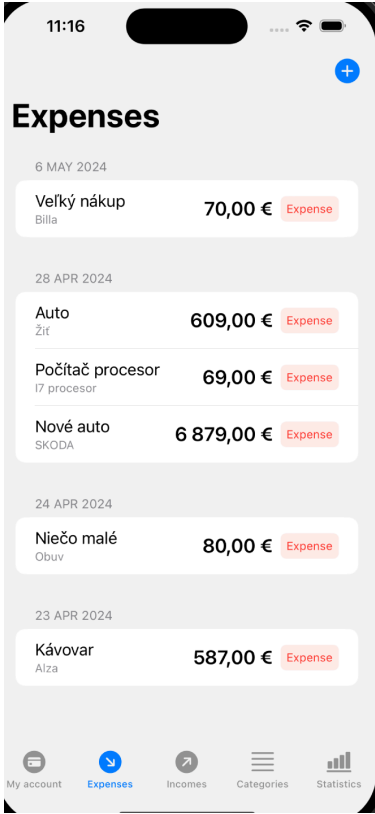 11:16
Expenses
6 MAY 2024
Veľký nákup
Billa
70,00 € Expense
28 APR 2024
Auto
Žiť
609,00 € Expense
Počítač procesor
I7 procesor
69,00 € Expense
Nové auto
SKODA
6 879,00 € Expense
24 APR 2024
Niečo malé
Obuv
80,00 € Expense
23 APR 2024
Kávovar
Alza
587,00 € Expense
My account Expenses Incomes Categories Statistics